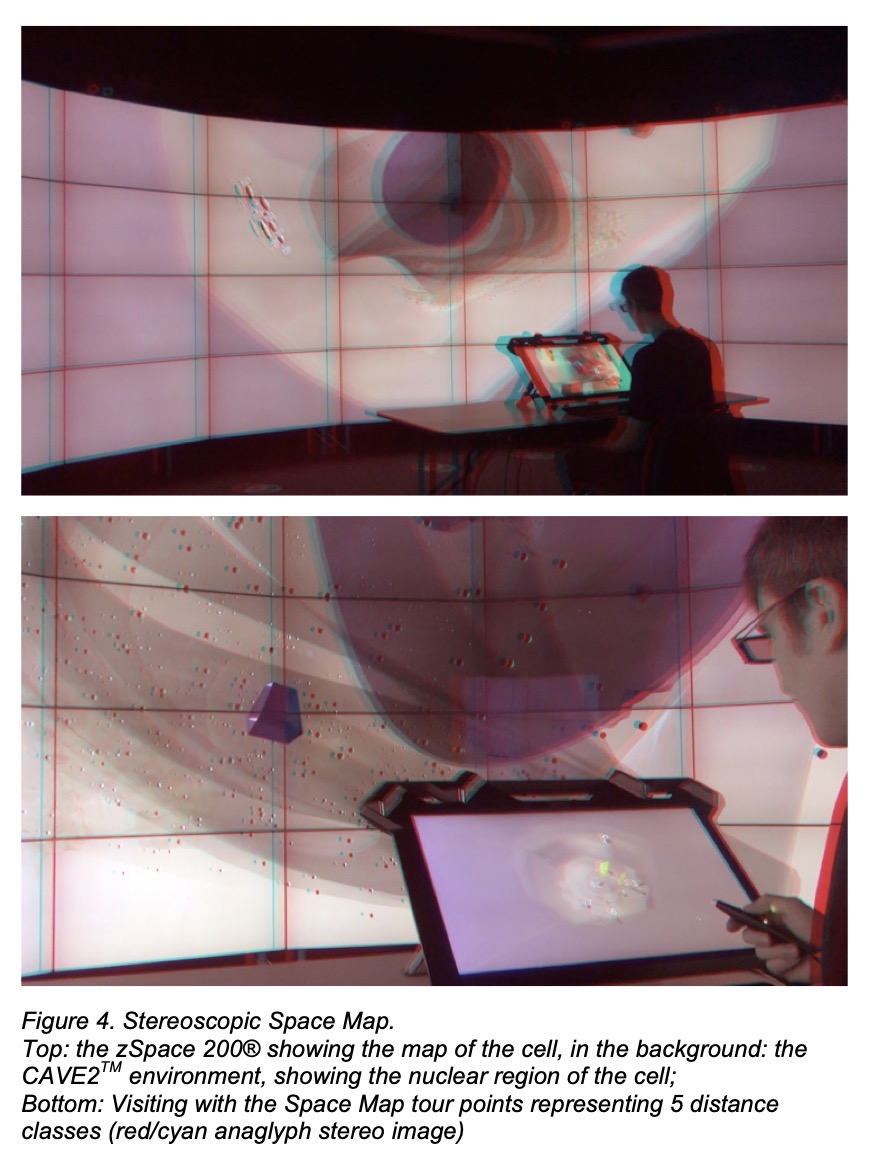 Figure 4. Stereoscopic Space Map.
Top: the zSpace 200® showing the map of the cell, in the background: the
CAVE2™ environment, showing the nuclear region of the cell;
Bottom: Visiting with the Space Map tour points representing 5 distance
classes (red/cyan anaglyph stereo image)